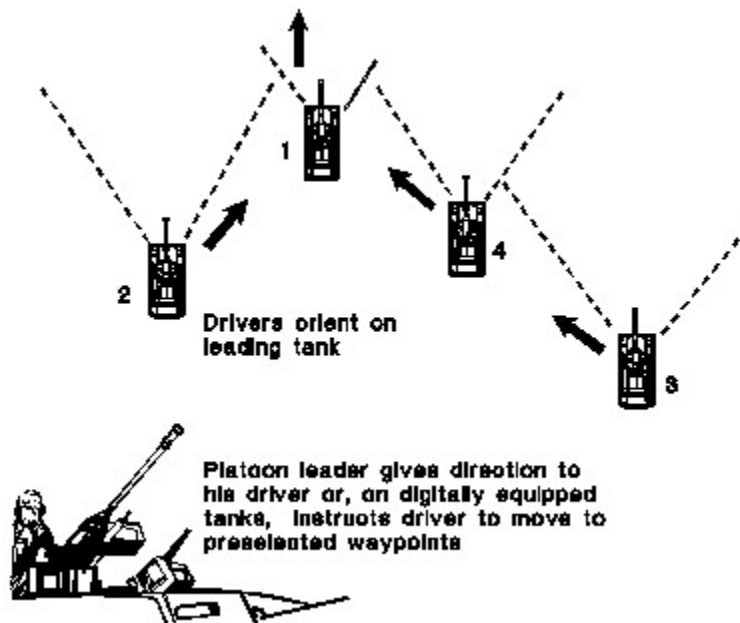 1
4
2
Drivers orient on
leading tank
3
Platoon leader gives direction to
his driver or, on digitally equipped
tanks, instructs driver to move to
preselected waypoints